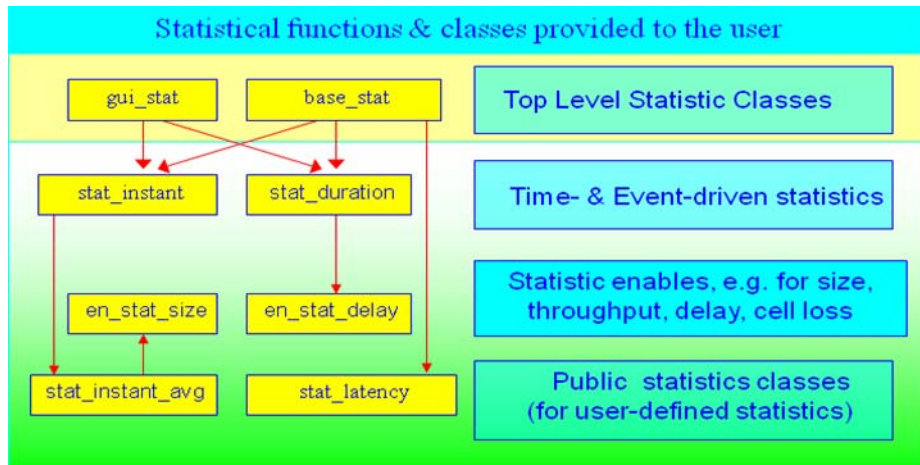 Statistical functions & classes provided to the user
gui_stat
base_stat
Top Level Statistic Classes
stat_instant
stat_duration
Time- & Event-driven statistics
en_stat_size
en_stat_delay
Statistic enables, e.g. for size,
throughput, delay, cell loss
stat_instant_avg
stat_latency
Public statistics classes
(for user-defined statistics)